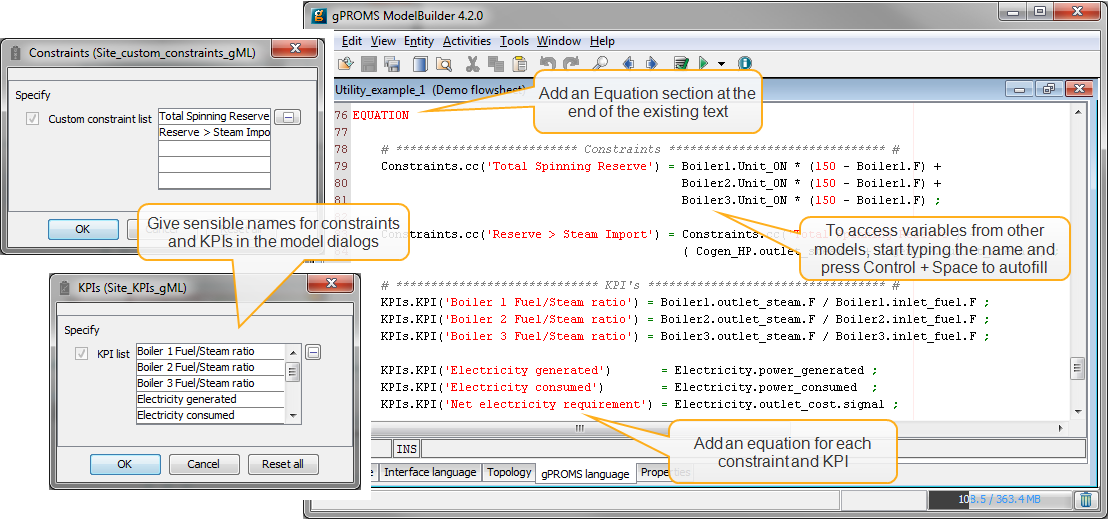 gPROMS ModelBuilder 4.2.0
Edit View Entity Activities Tools Window Help
Utility_example_1 (Demo flowsheet)
Add an Equation section at the
end of the existing text
76 EQUATION
77
78 # ************************** Constraints ****************************** #
79 Constraints.cc('Total Spinning Reserve') = Boiler1.Unit_ON * (150 - Boiler1.F) +
80 Boiler2.Unit_ON * (150 - Boiler2.F) +
81 Boiler3.Unit_ON * (150 - Boiler3.F) ;
Constraints.cc('Reserve > Steam Import') = Constraints.cc(
( Cogen_HP.outlet_s
To access variables from other
models, start typing the name and
press Control + Space to autofill
# **************************** KPI's ******************************* #
KPIs.KPI('Boiler 1 Fuel/Steam ratio') = Boiler1.outlet_steam.F / Boiler1.inlet_fuel.F ;
KPIs.KPI('Boiler 2 Fuel/Steam ratio') = Boiler2.outlet_steam.F / Boiler2.inlet_fuel.F ;
KPIs.KPI('Boiler 3 Fuel/Steam ratio') = Boiler3.outlet_steam.F / Boiler3.inlet_fuel.F ;
KPIs.KPI('Electricity generated') = Electricity.power_generated ;
KPIs.KPI('Electricity consumed') = Electricity.power_consumed ;
KPIs.KPI('Net electricity requirement') = Electricity.outlet_cost.signal ;
Add an equation for each
constraint and KPI
INS
Interface language Topology gPROMS language Properties
108.5 / 363.4 MB
Constraints (Site_custom_constraints_gML)
Specify
Custom constraint list
Total Spinning Reserve
Reserve > Steam Impo
OK
Give sensible names for constraints
and KPIs in the model dialogs
KPIs (Site_KPIs_gML)
Specify
KPI list
Boiler 1 Fuel/Steam ratio
Boiler 2 Fuel/Steam ratio
Boiler 3 Fuel/Steam ratio
Electricity generated
Electricity consumed
OK Cancel Reset all